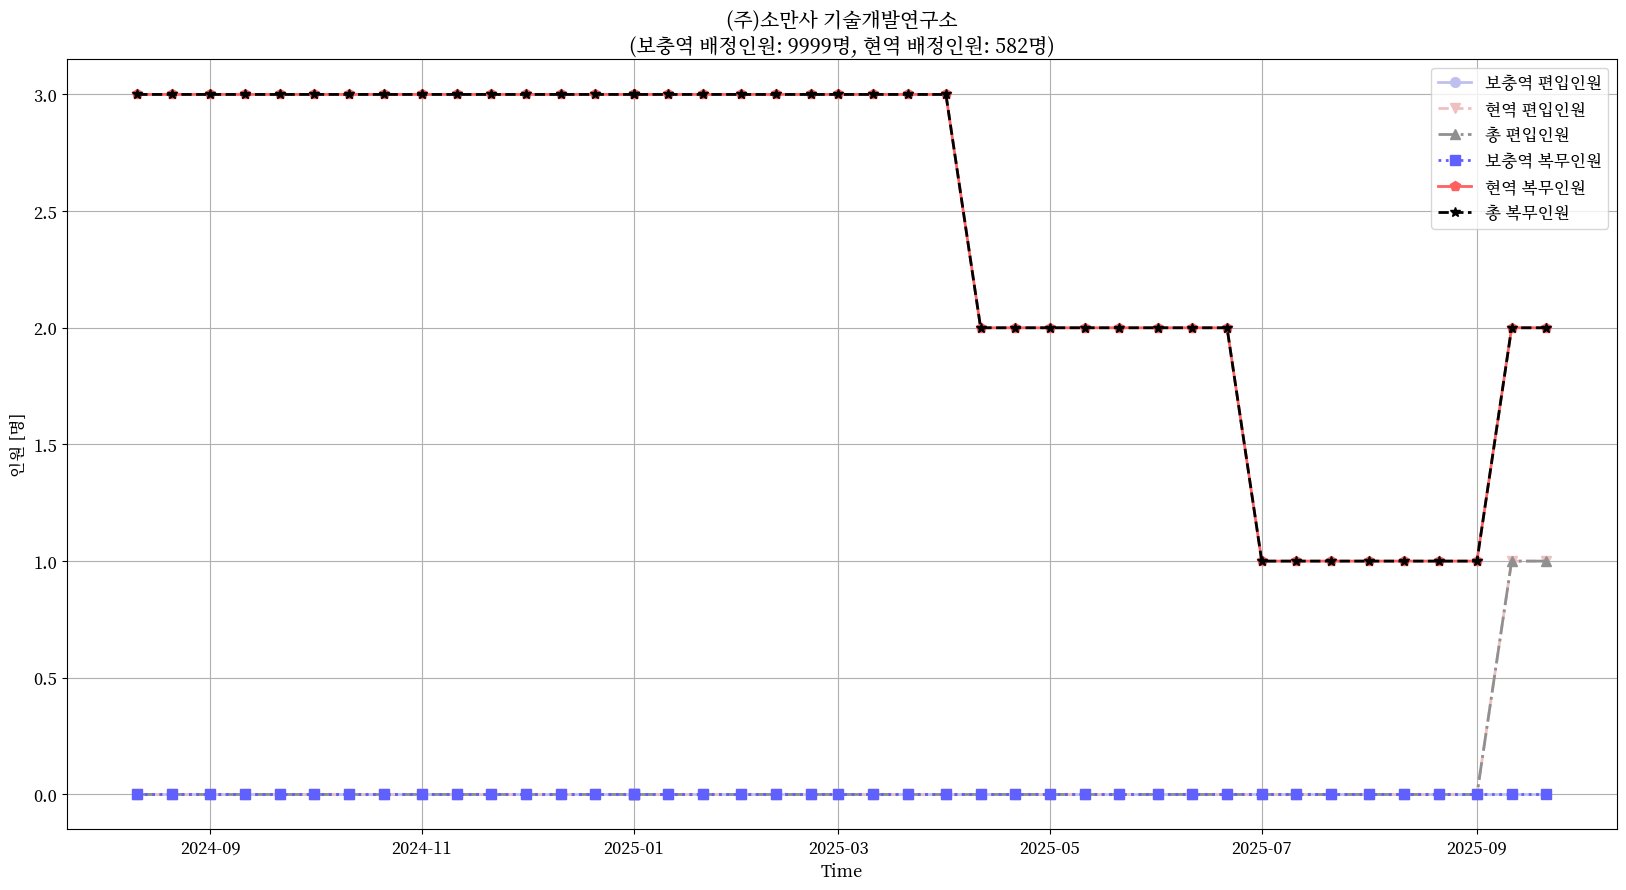 (주)소만사 기술개발연구소
(보충역 배정인원: 9999명, 현역 배정인원: 582명)
보충역 편입인원
현역 편입인원
총 편입인원
보충역 복무인원
현역 복무인원
총 복무인원
인원 [명]
3.0
2.5
2.0
1.5
1.0
0.5
0.0
2024-09
2024-11
2025-01
2025-03
2025-05
2025-07
2025-09
Time